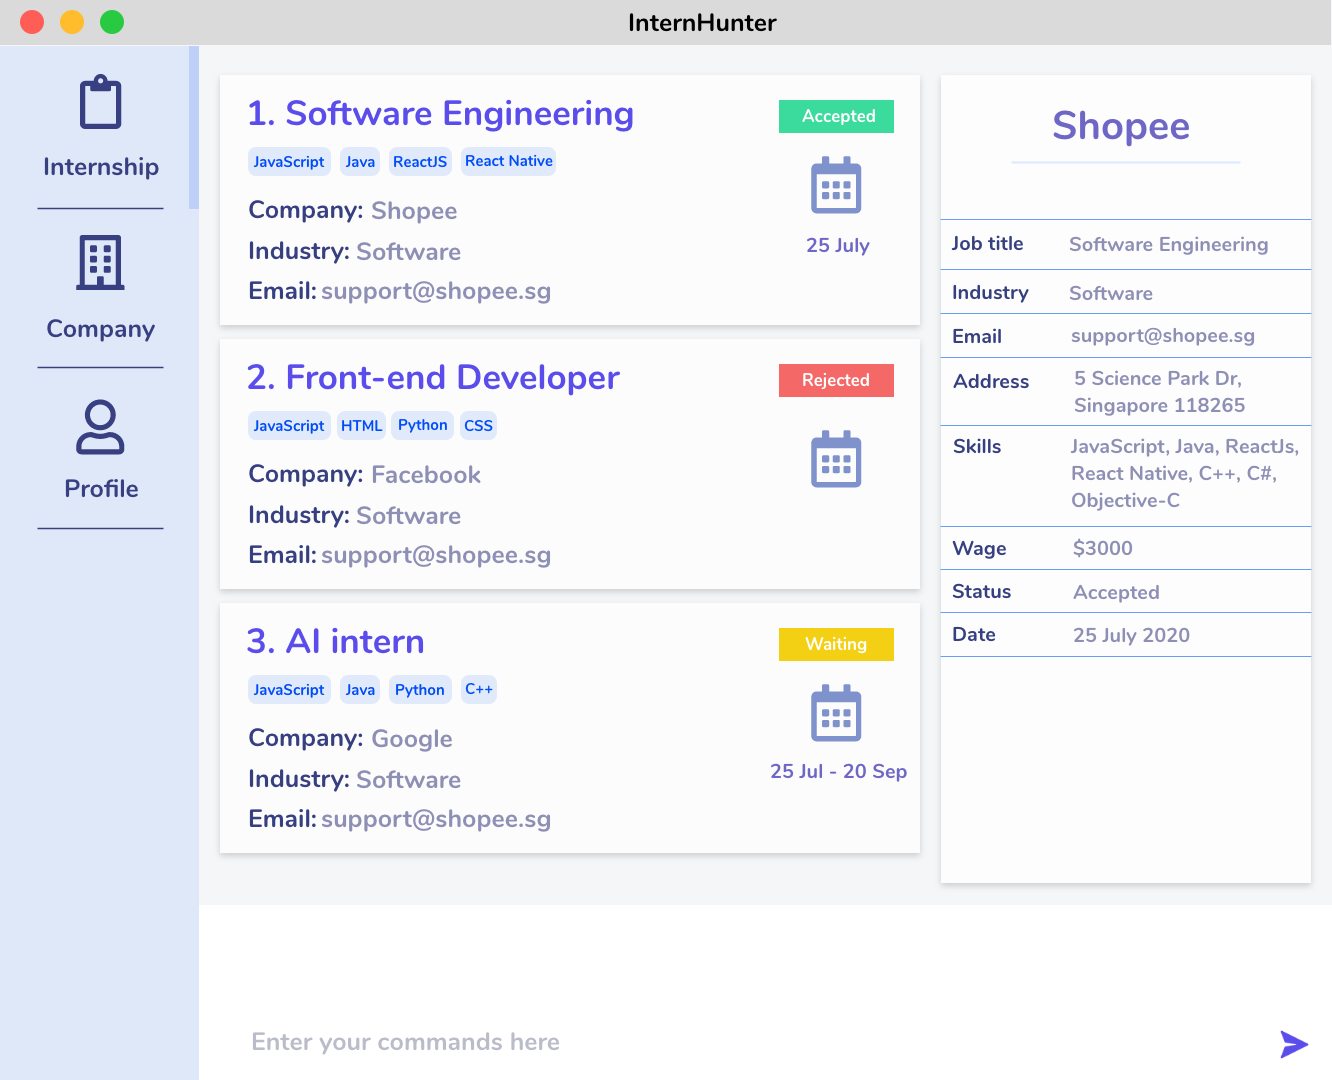 InternHunter
Internship
Company
Profile
1. Software Engineering
Accepted
JavaScript Java ReactJS React Native
Company: Shopee
Industry: Software
Email: support@shopee.sg
25 July
2. Front-end Developer
Rejected
JavaScript HTML Python CSS
Company: Facebook
Industry: Software
Email: support@shopee.sg
3. AI intern
Waiting
JavaScript Java Python C++
Company: Google
Industry: Software
Email: support@shopee.sg
25 Jul - 20 Sep
Shopee
Job title Software Engineering
Industry Software
Email support@shopee.sg
Address 5 Science Park Dr,
Singapore 118265
Skills JavaScript, Java, ReactJs,
React Native, C++, C#,
Objective-C
Wage $3000
Status Accepted
Date 25 July 2020
Enter your commands here